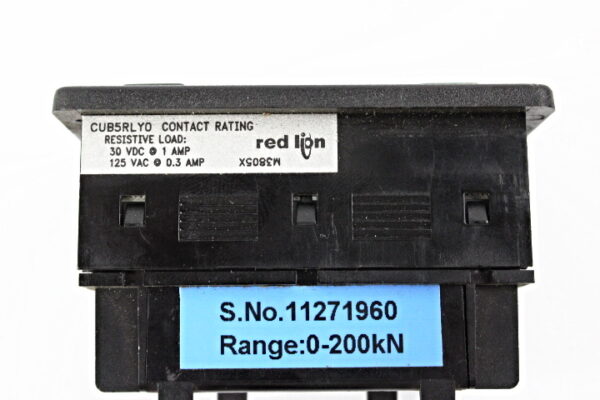 CUB5RLY0 CONTACT RATING
RESISTIVE LOAD:
30 VDC @ 1 AMP
125 VAC @ 0.3 AMP
red lion
M3805X
S.No.11271960
Range:0-200kN